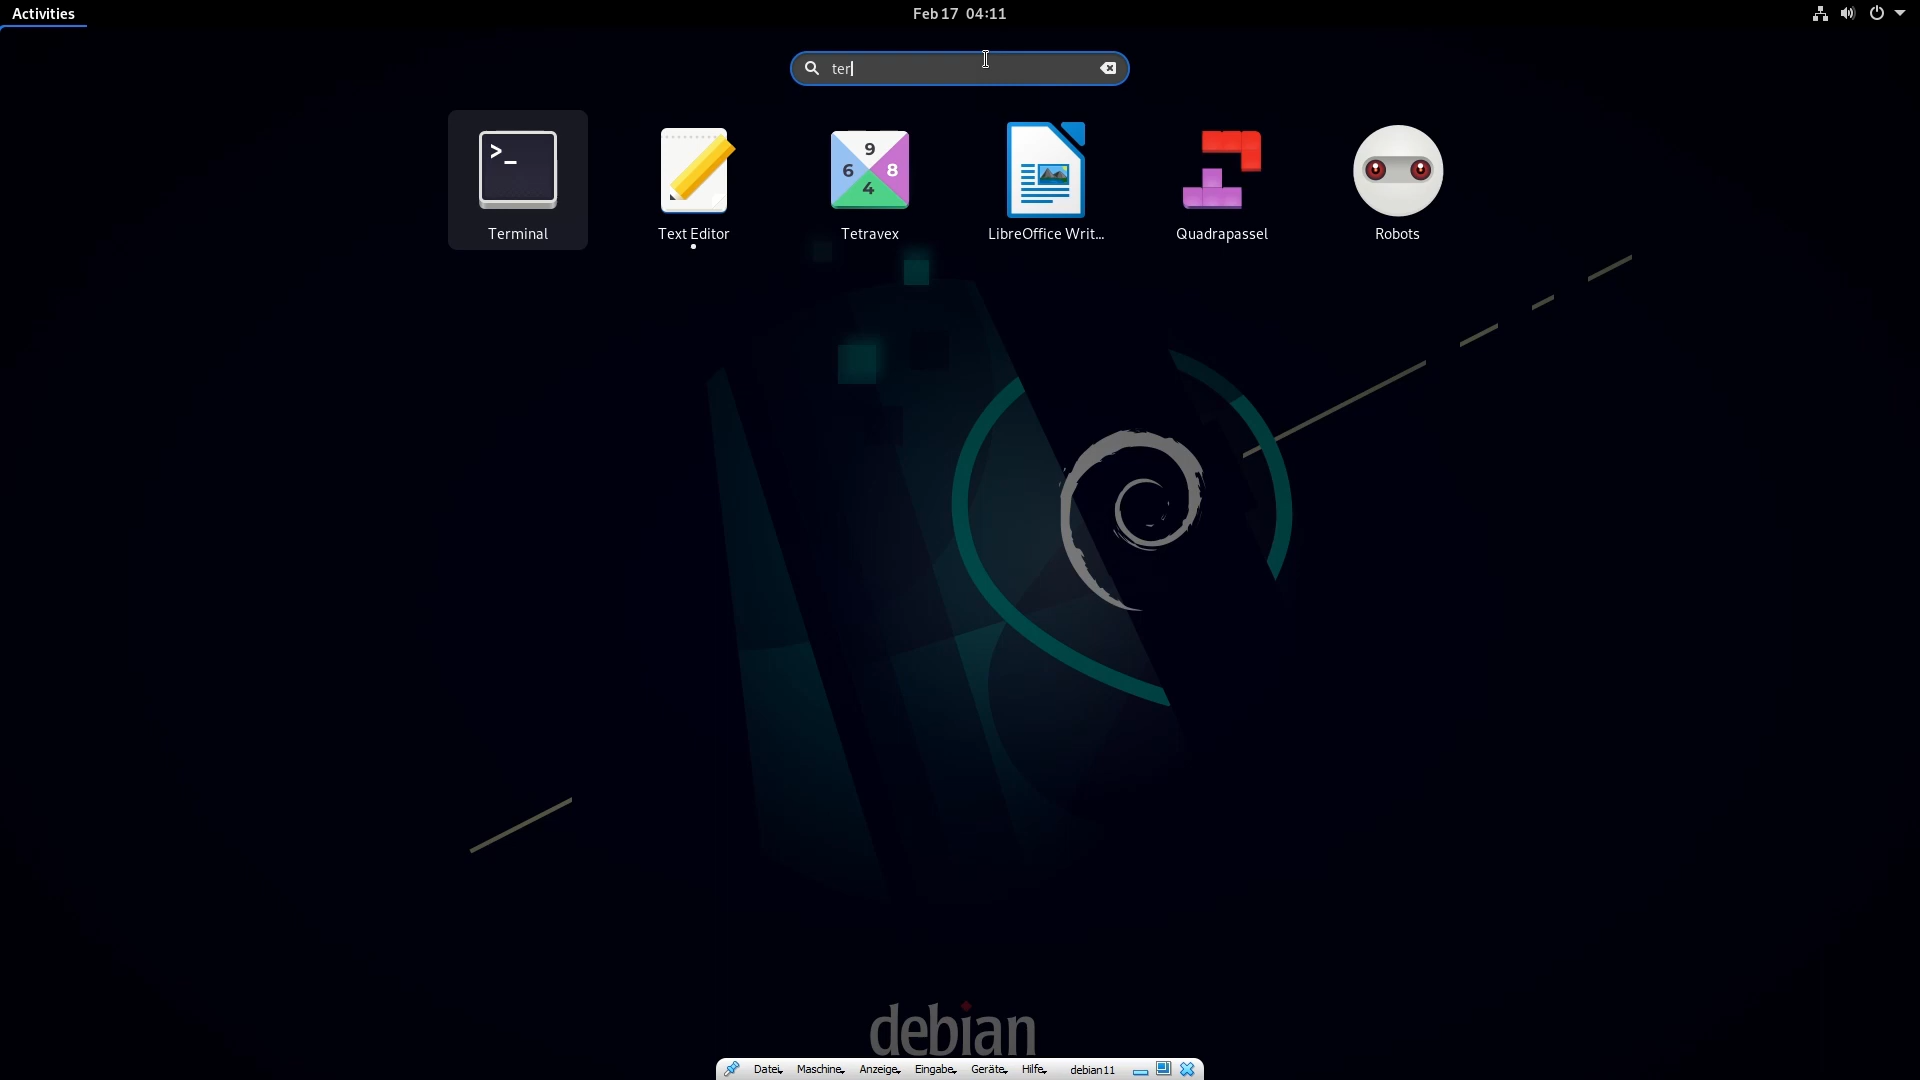 Activities
Feb 17 04:11
ter
>_
9
6 8
4
Terminal
Text Editor
Tetravex
LibreOffice Writ...
Quadrapassel
Robots
debian
Datei
Maschine
Anzeige
Eingabe
Geräte
Hilfe
debian11